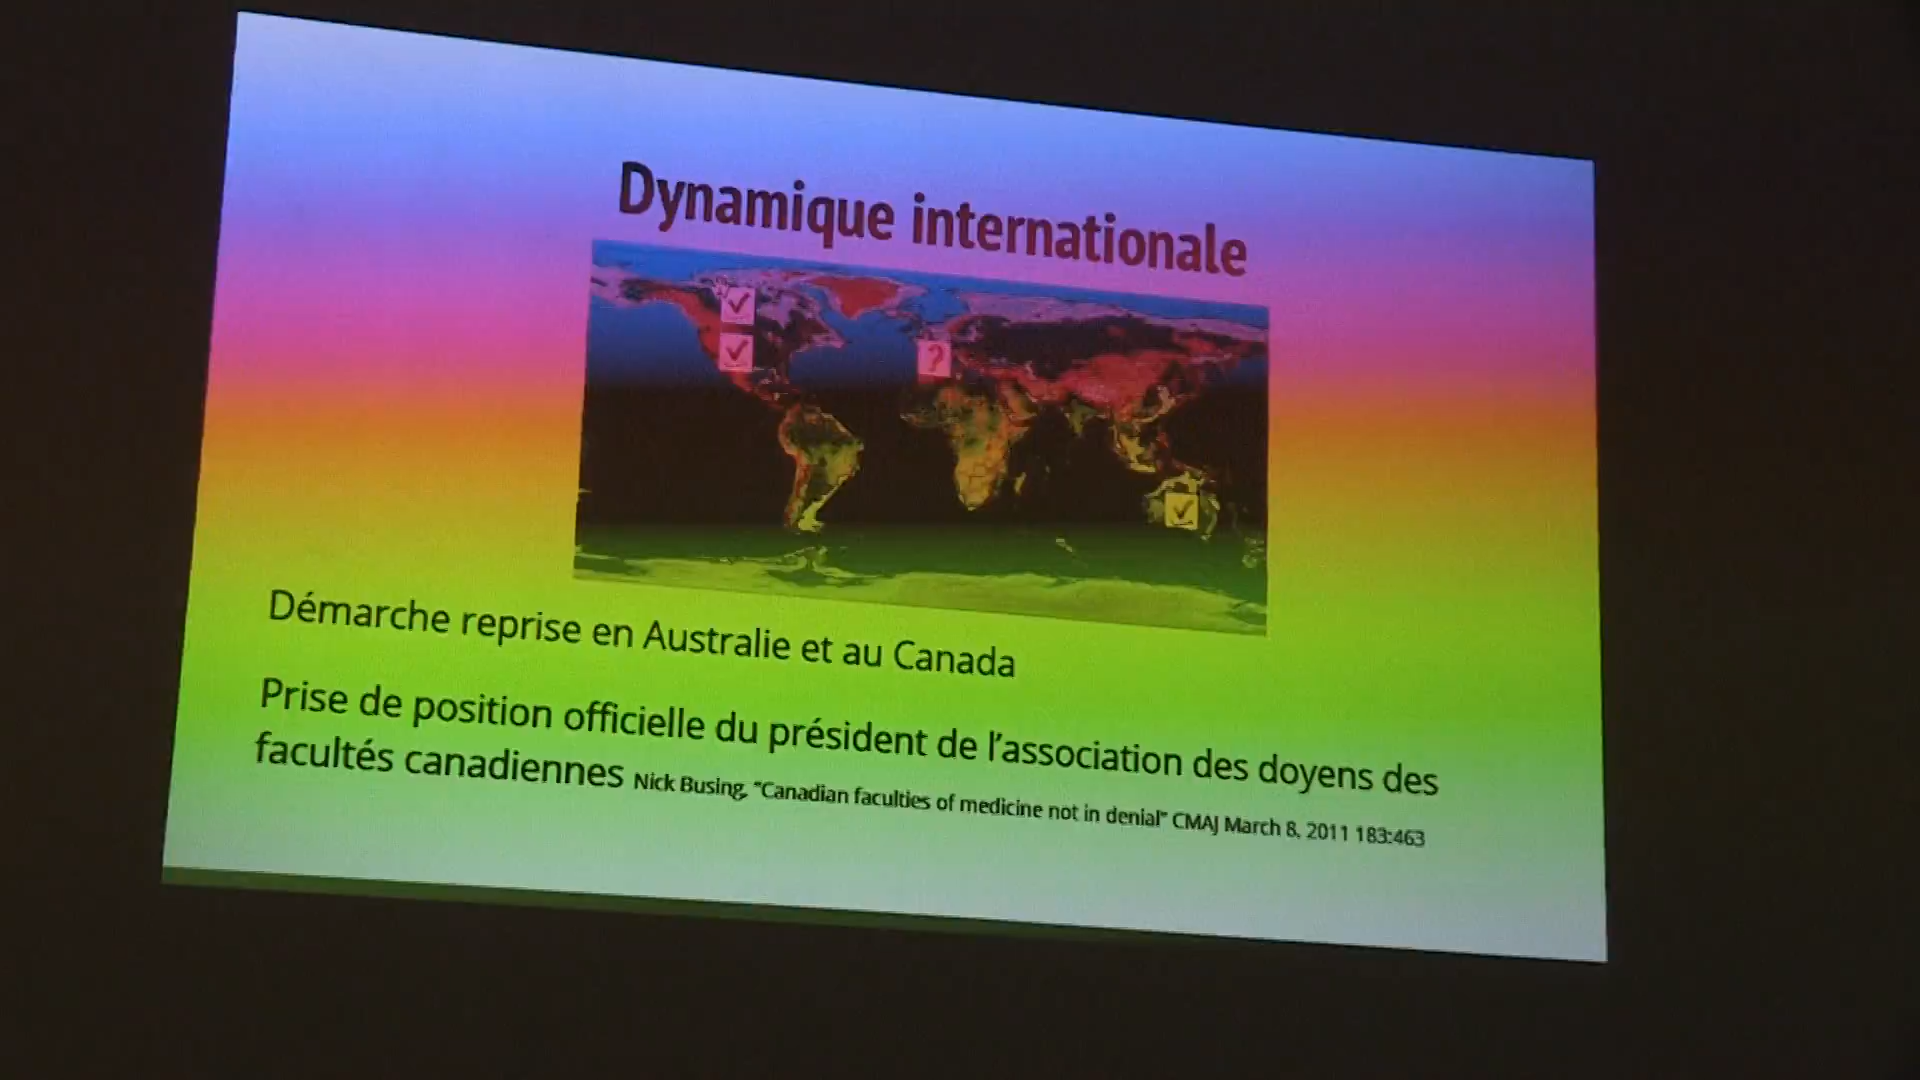 Dynamique internationale
?
Démarche reprise en Australie et au Canada
Prise de position officielle du président de l'association des doyens des
facultés canadiennes Nick Busing, "Canadian faculties of medicine not in denial" CMAJ March 8, 2011 183:463